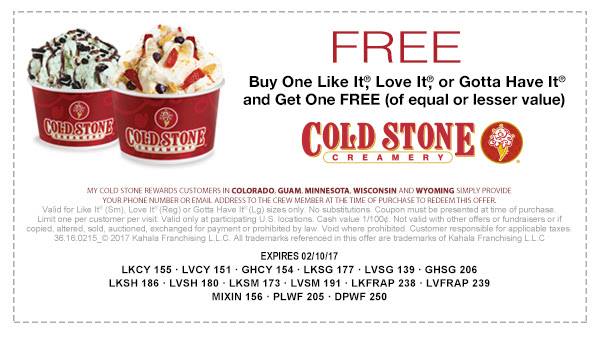 FREE
Buy One Like It®, Love It®, or Gotta Have It®
and Get One FREE (of equal or lesser value)
COLD STONE
COLD STONE
CREAMERY
COLD STONE
CREAMERY
MY COLD STONE REWARDS CUSTOMERS IN COLORADO, GUAM, MINNESOTA, WISCONSIN AND WYOMING SIMPLY PROVIDE
YOUR PHONE NUMBER OR EMAIL ADDRESS TO THE CREW MEMBER AT THE TIME OF PURCHASE TO REDEEM THIS OFFER.
Valid for Like It® (Sm), Love It® (Reg) or Gotta Have It® (Lg) sizes only. No substitutions. Coupon must be presented at time of purchase.
Limit one per customer per visit. Valid only at participating U.S. locations. Cash value 1/100¢. Not valid with other offers or fundraisers or if
copied, altered, sold, auctioned, exchanged for payment or prohibited by law. Void where prohibited. Customer responsible for applicable taxes.
36.16.0215_© 2017 Kahala Franchising L.L.C. All trademarks referenced in this offer are trademarks of Kahala Franchising L.L.C
EXPIRES 02/10/17
LKCY 155 · LVCY 151 · GHCY 154 · LKSG 177 · LVSG 139 · GHSG 206
LKSH 186 · LVSH 180 · LKSM 173 · LVSM 191 · LKFRAP 238 · LVFRAP 239
MIXIN 156 · PLWF 205 · DPWF 250